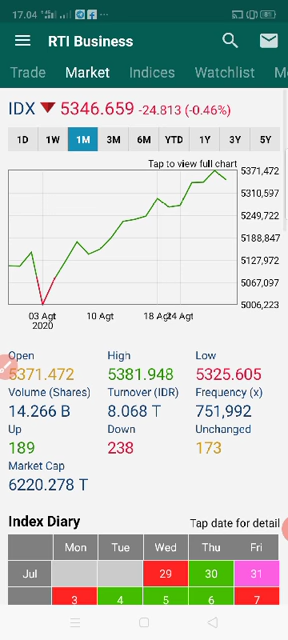 17.04
RTI Business
Trade Market Indices Watchlist M
IDX 5346.659 -24.813 (-0.46%)
1D 1W 1M 3M 6M YTD 1Y 3Y 5Y
Tap to view full chart
5371,472
5310,597
5249,722
5188,847
5127,972
5067,097
5006,223
03 Agt 10 Agt 18 Agt 24 Agt
2020
Open High Low
5371.472 5381.948 5325.605
Volume (Shares) Turnover (IDR) Frequency (x)
14.266 B 8.068 T 751,992
Up Down Unchanged
189 238 173
Market Cap
6220.278 T
Index Diary Tap date for detail
Mon Tue Wed Thu Fri
Jul 29 30 31
3 4 5 6 7